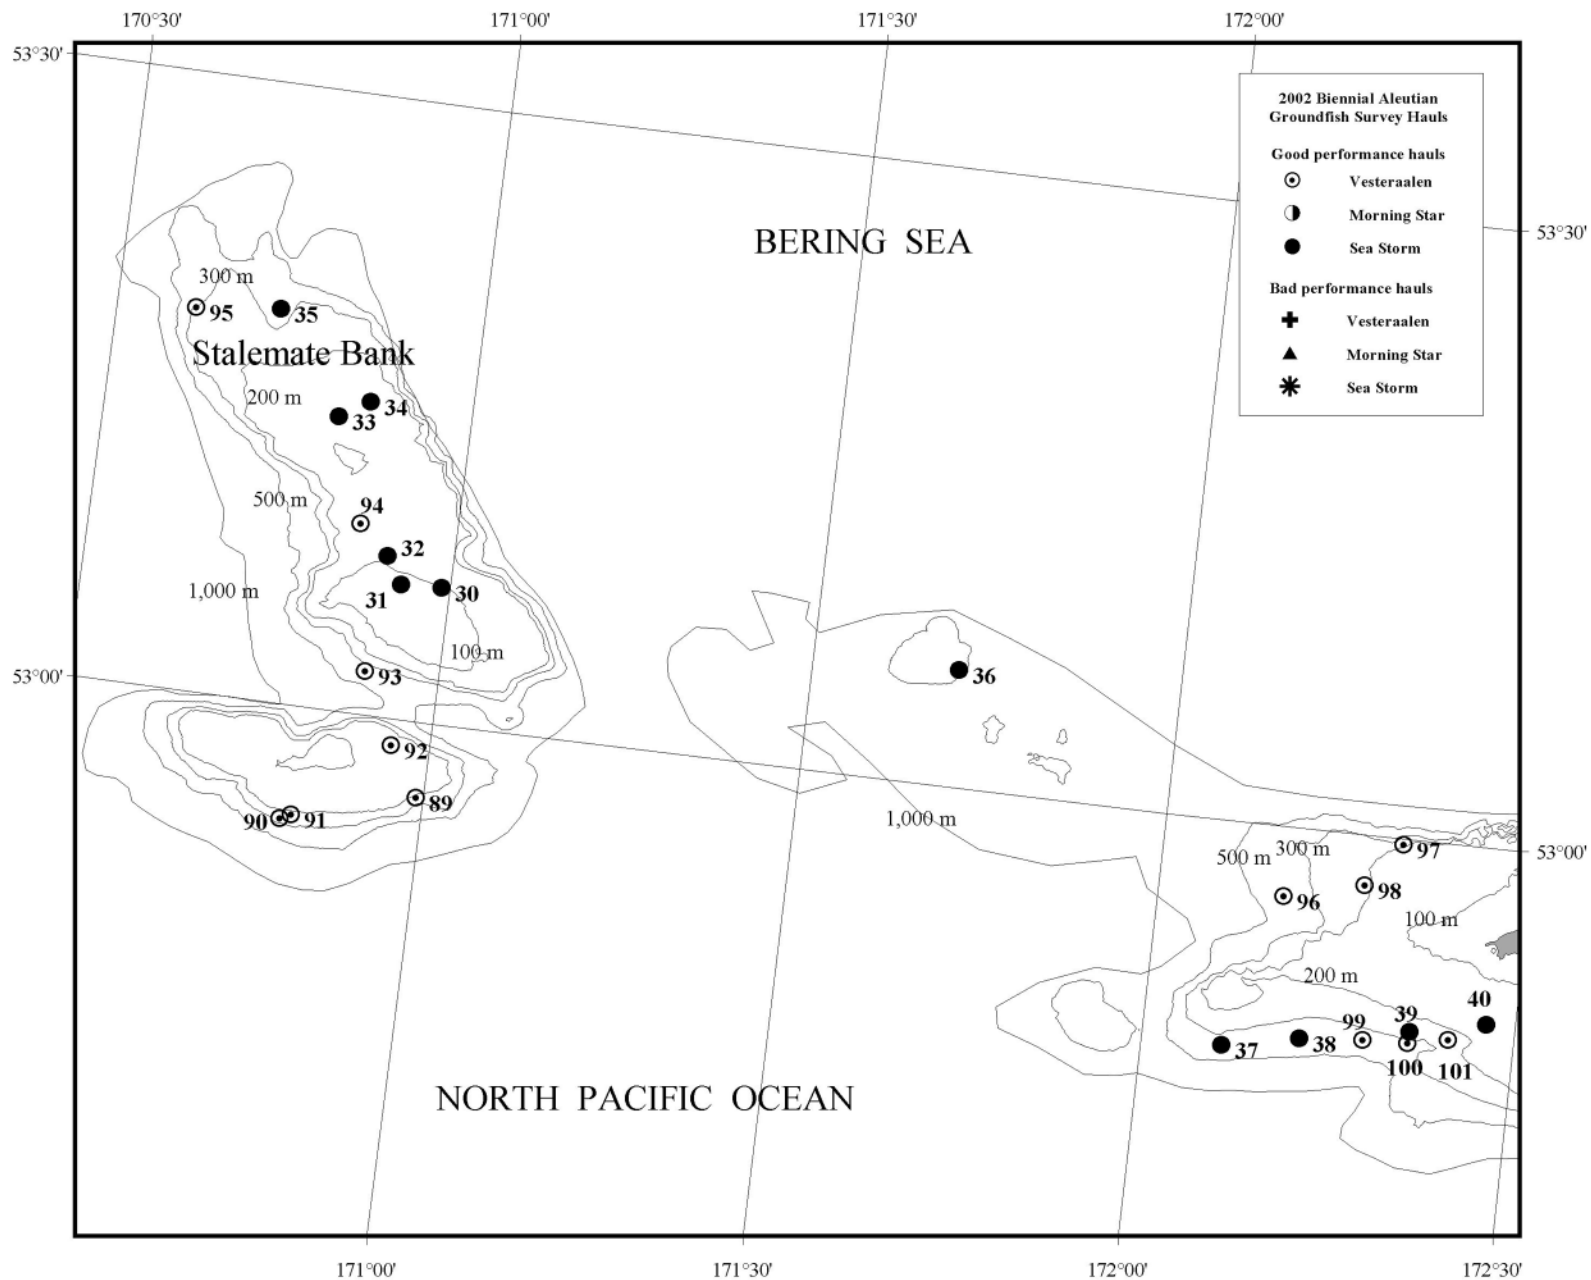 170°30' 171°00' 171°30' 172°00'
53°30'
2002 Biennial Aleutian
Groundfish Survey Hauls
Good performance hauls
Vesteraalen
Morning Star
Sea Storm
Bad performance hauls
Vesteraalen
Morning Star
Sea Storm
53°30'
BERING SEA
300 m
95
35
Stalemate Bank
200 m
34
33
500 m
94
32
1,000 m
31
30
100 m
53°00'
93
36
92
89
90
91
1,000 m
97
53°00'
500 m
300 m
98
96
100 m
200 m
40
39
99
38
37
100
101
NORTH PACIFIC OCEAN
171°00' 171°30' 172°00' 172°30'